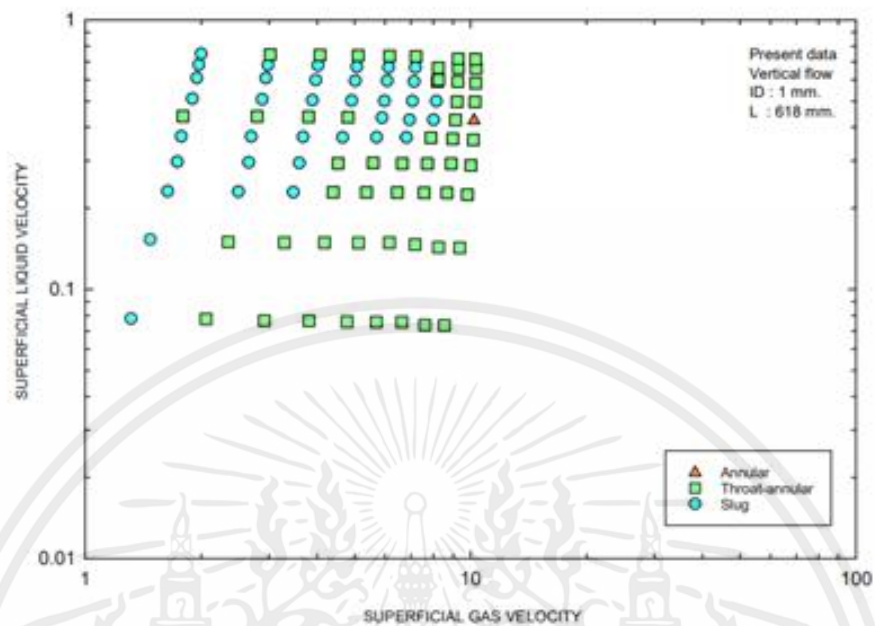 1
Present data
Vertical flow
ID : 1 mm.
L : 618 mm.
SUPERFICIAL LIQUID VELOCITY
0.1
Annular
Throat-annular
Slug
0.01
1
10
100
SUPERFICIAL GAS VELOCITY